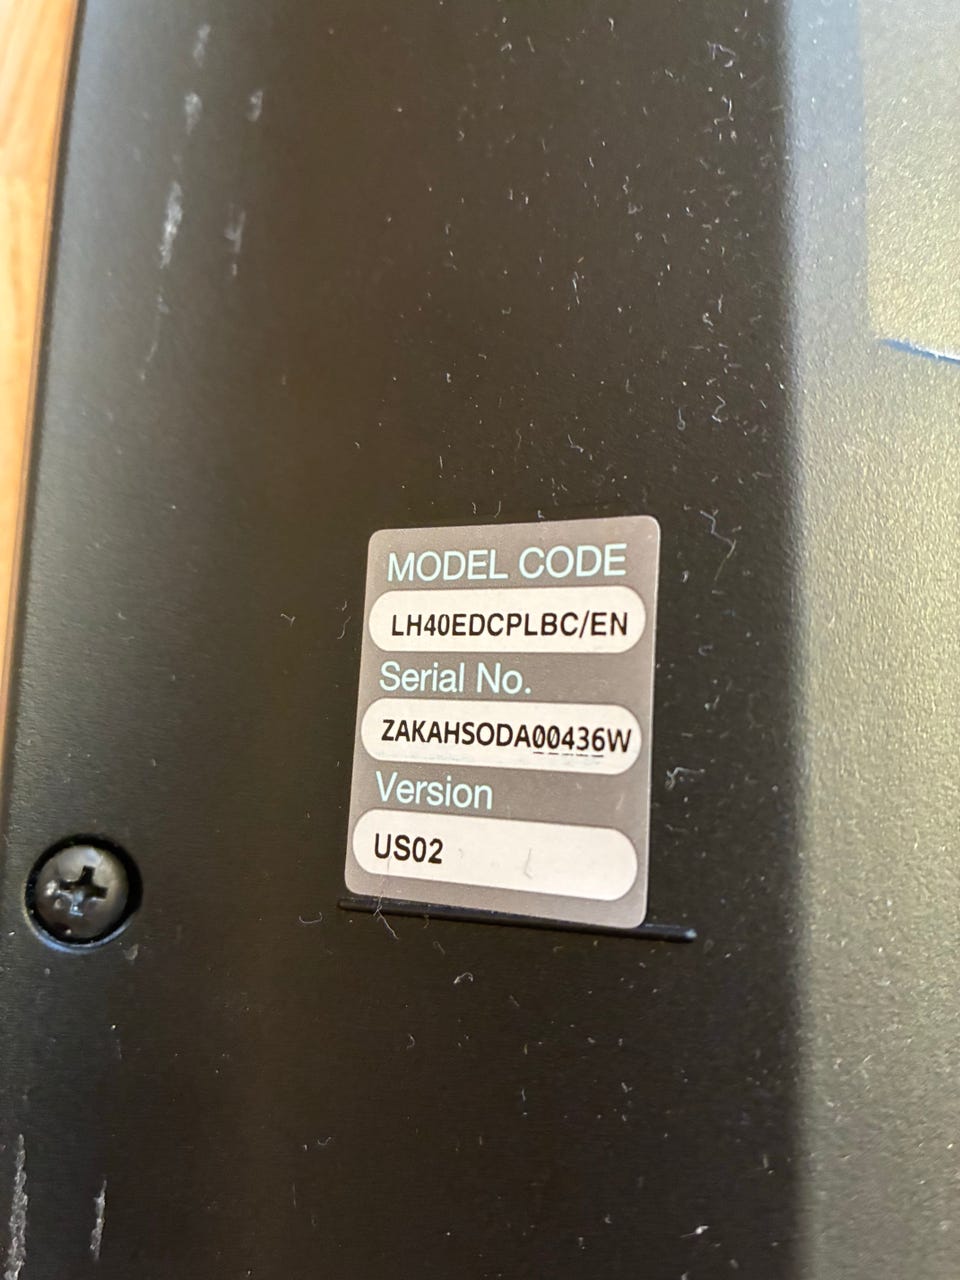 MODEL CODE
LH40EDCPLBC/EN
Serial No.
ZAKAHSODA00436W
Version
US02